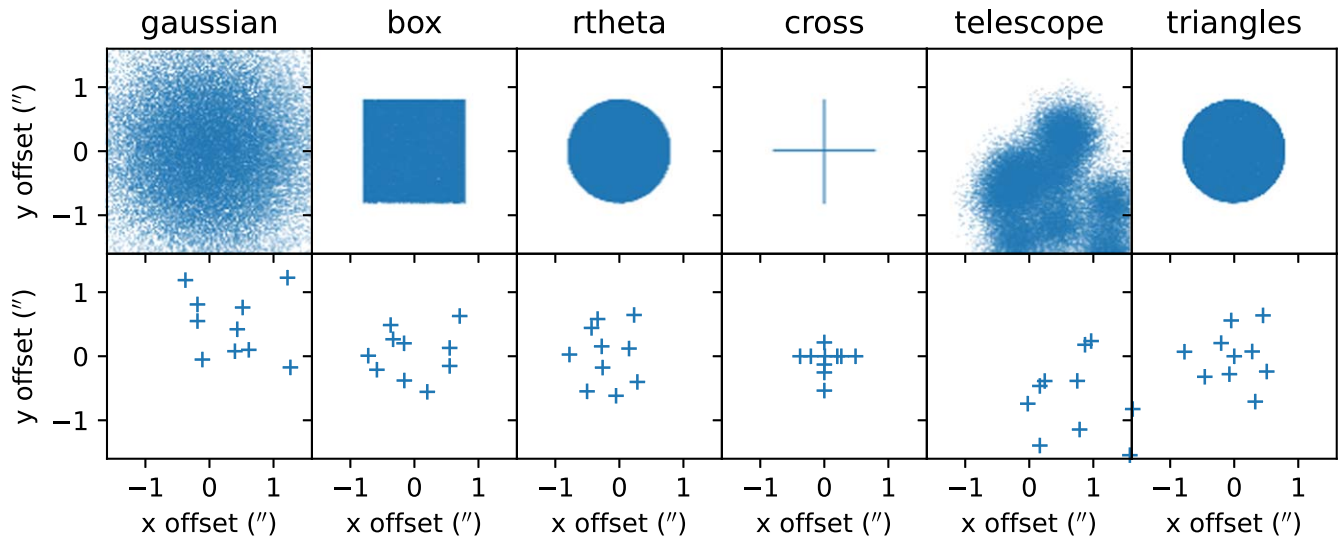 gaussian box rtheta cross telescope triangles
y offset (″)
1
0
−1
y offset (″)
1
0
−1
−1 0 1 −1 0 1 −1 0 1 −1 0 1 −1 0 1 −1 0 1
x offset (″) x offset (″) x offset (″) x offset (″) x offset (″) x offset (″)